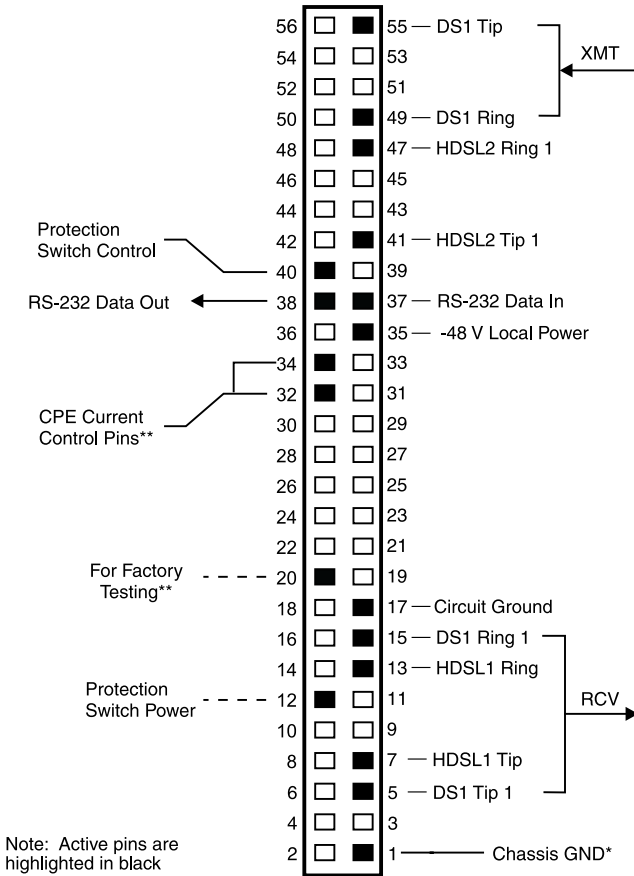 56 55 DS1 Tip
54 53 XMT
52 51
50 49 DS1 Ring
48 47 HDSL2 Ring 1
46 45
44 43
Protection
Switch Control
42 41 HDSL2 Tip 1
40 39
RS-232 Data Out 38 37 RS-232 Data In
36 35 -48 V Local Power
34 33
32 31
CPE Current
Control Pins**
30 29
28 27
26 25
24 23
22 21
For Factory
Testing**
20 19
18 17 Circuit Ground
16 15 DS1 Ring 1
14 13 HDSL1 Ring
Protection
Switch Power
12 11 RCV
10 9
8 7 HDSL1 Tip
6 5 DS1 Tip 1
4 3
Note: Active pins are
highlighted in black
2 1 Chassis GND*